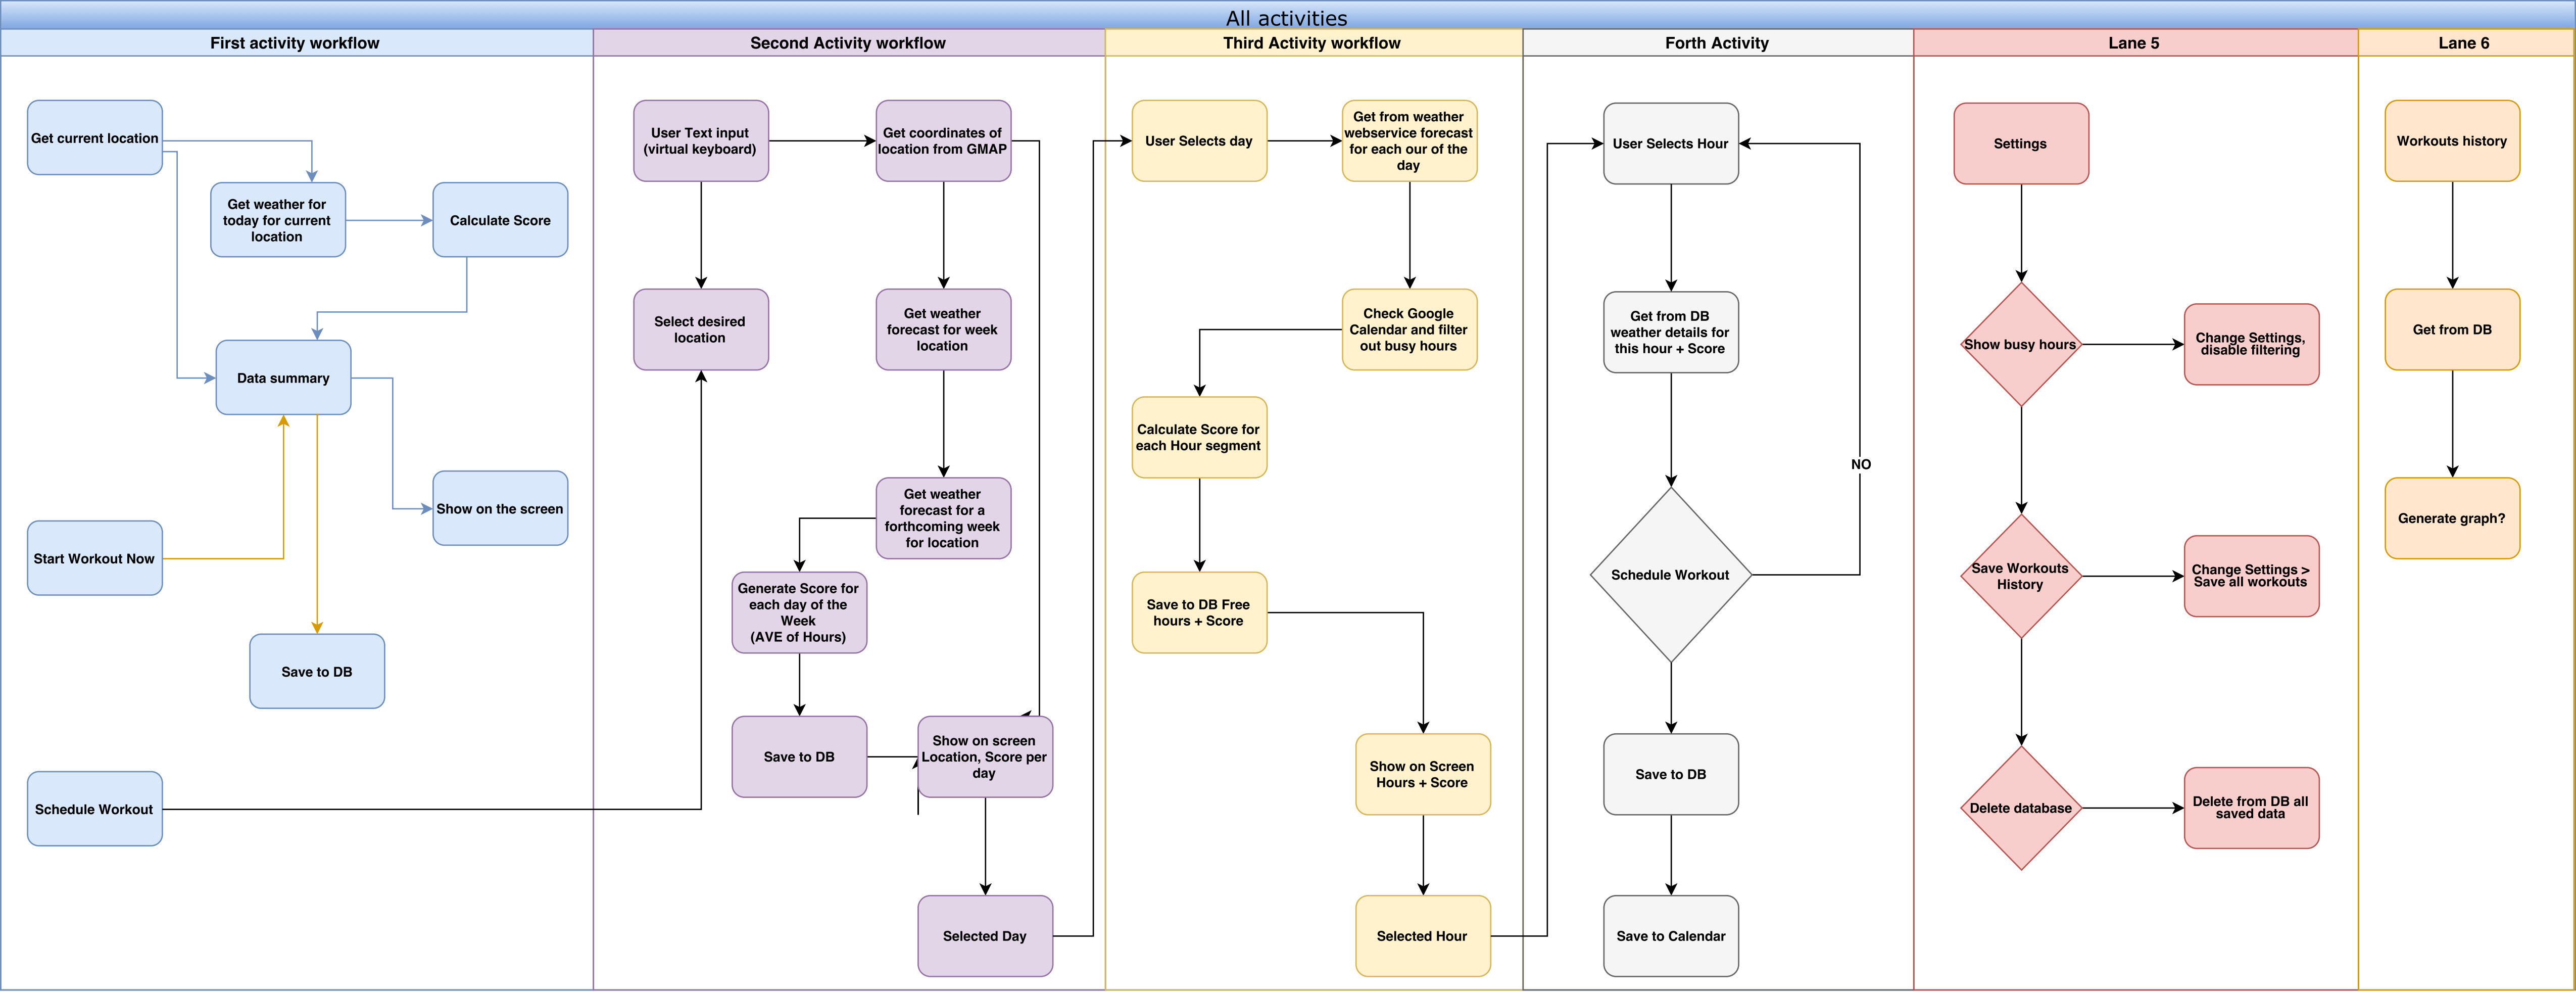 All activities
First activity workflow
Get current location
Get weather for
today for current
location
Calculate Score
Data summary
Show on the screen
Start Workout Now
Save to DB
Schedule Workout
Second Activity workflow
User Text input
(virtual keyboard)
Get coordinates of
location from GMAP
Select desired
location
Get weather
forecast for week
location
Get weather
forecast for a
forthcoming week
for location
Generate Score for
each day of the
Week
(AVE of Hours)
Save to DB
Show on screen
Location, Score per
day
Selected Day
Third Activity workflow
User Selects day
Get from weather
webservice forecast
for each our of the
day
Check Google
Calendar and filter
out busy hours
Calculate Score for
each Hour segment
Save to DB Free
hours + Score
Show on Screen
Hours + Score
Selected Hour
Forth Activity
User Selects Hour
Get from DB
weather details for
this hour + Score
NO
Schedule Workout
Save to DB
Save to Calendar
Lane 5
Settings
Show busy hours
Change Settings,
disable filtering
Save Workouts
History
Change Settings >
Save all workouts
Delete database
Delete from DB all
saved data
Lane 6
Workouts history
Get from DB
Generate graph?